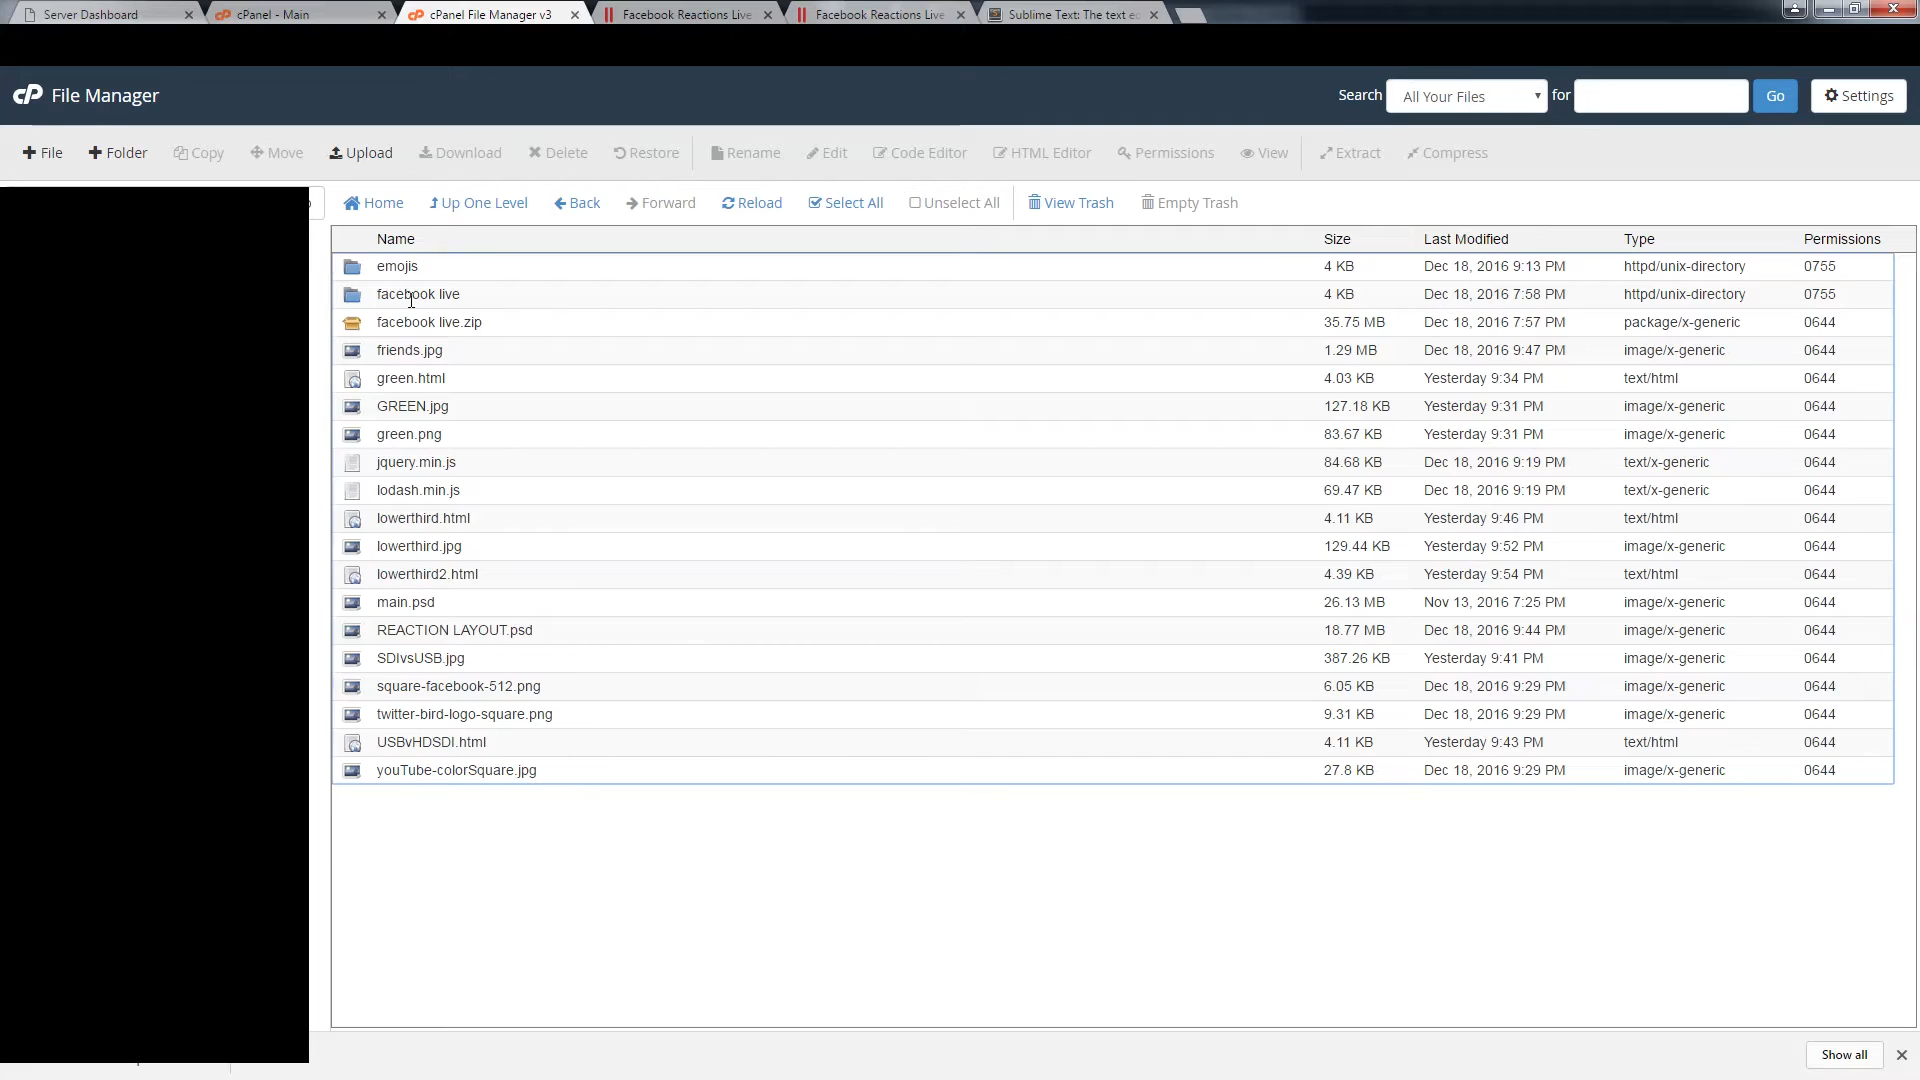 Server Dashboard
cPanel - Main
cPanel File Manager v3
Facebook Reactions Live
Facebook Reactions Live
Sublime Text: The text e
cP File Manager
Search All Your Files for Go Settings
File Folder Copy Move Upload Download Delete Restore Rename Edit Code Editor HTML Editor Permissions View Extract Compress
Home Up One Level Back Forward Reload Select All Unselect All View Trash Empty Trash
Name Size Last Modified Type Permissions
emojis 4 KB Dec 18, 2016 9:13 PM httpd/unix-directory 0755
facebook live 4 KB Dec 18, 2016 7:58 PM httpd/unix-directory 0755
facebook live.zip 35.75 MB Dec 18, 2016 7:57 PM package/x-generic 0644
friends.jpg 1.29 MB Dec 18, 2016 9:47 PM image/x-generic 0644
green.html 4.03 KB Yesterday 9:34 PM text/html 0644
GREEN.jpg 127.18 KB Yesterday 9:31 PM image/x-generic 0644
green.png 83.67 KB Yesterday 9:31 PM image/x-generic 0644
jquery.min.js 84.68 KB Dec 18, 2016 9:19 PM text/x-generic 0644
lodash.min.js 69.47 KB Dec 18, 2016 9:19 PM text/x-generic 0644
lowerthird.html 4.11 KB Yesterday 9:46 PM text/html 0644
lowerthird.jpg 129.44 KB Yesterday 9:52 PM image/x-generic 0644
lowerthird2.html 4.39 KB Yesterday 9:54 PM text/html 0644
main.psd 26.13 MB Nov 13, 2016 7:25 PM image/x-generic 0644
REACTION LAYOUT.psd 18.77 MB Dec 18, 2016 9:44 PM image/x-generic 0644
SDIvsUSB.jpg 387.26 KB Yesterday 9:41 PM image/x-generic 0644
square-facebook-512.png 6.05 KB Dec 18, 2016 9:29 PM image/x-generic 0644
twitter-bird-logo-square.png 9.31 KB Dec 18, 2016 9:29 PM image/x-generic 0644
USBvHDSDI.html 4.11 KB Yesterday 9:43 PM text/html 0644
youTube-colorSquare.jpg 27.8 KB Dec 18, 2016 9:29 PM image/x-generic 0644
Show all